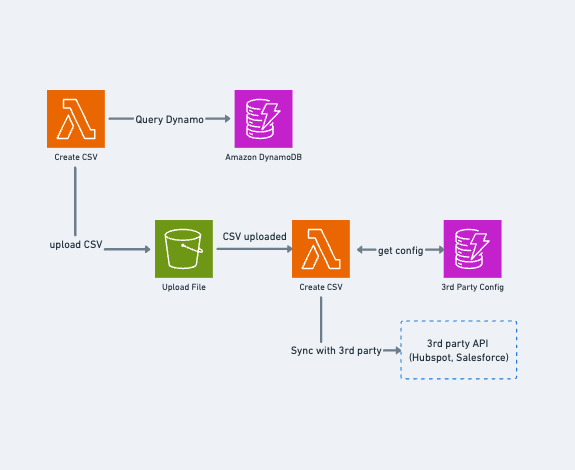 Query Dynamo
Create CSV
Amazon DynamoDB
upload CSV
CSV uploaded
get config
Upload File
Create CSV
3rd Party Config
Sync with 3rd party
3rd party API
(Hubspot, Salesforce)